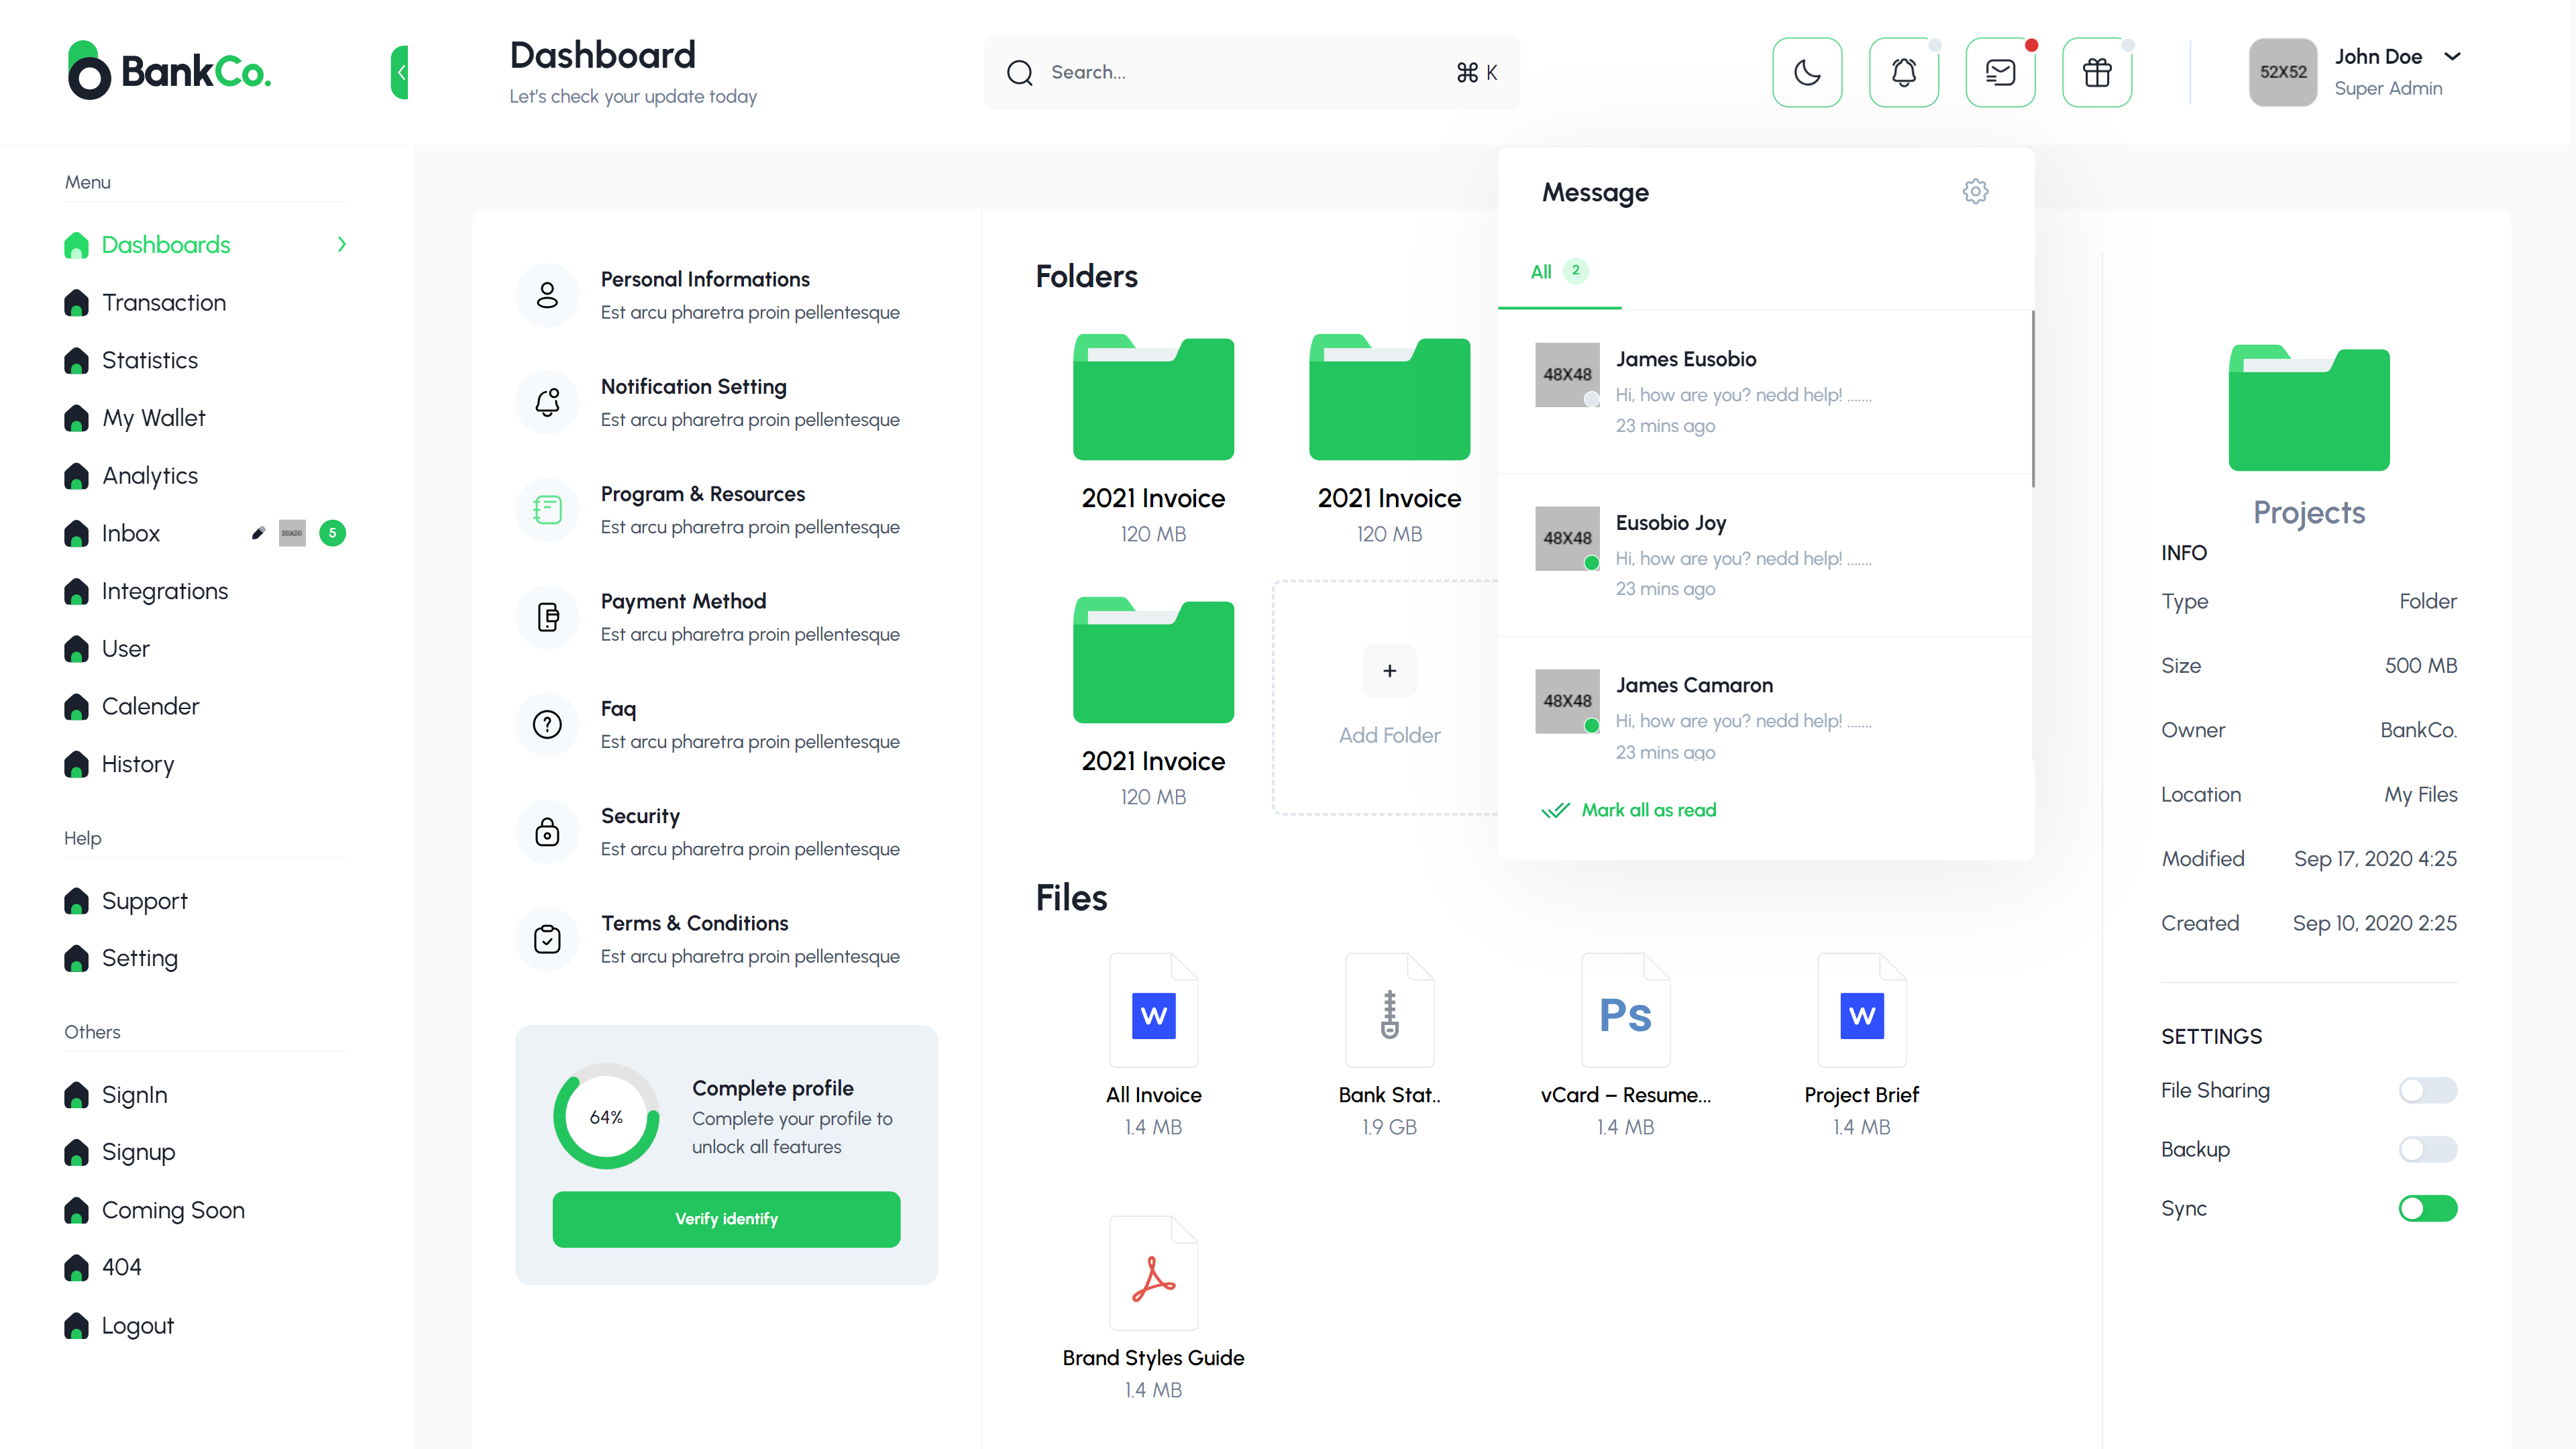 BankCo.
Dashboard
Let's check your update today
Search...
⌘ K
52X52
John Doe
Super Admin
Menu
Dashboards
Transaction
Statistics
My Wallet
Analytics
Inbox
5
Integrations
User
Calender
History
Help
Support
Setting
Others
SignIn
Signup
Coming Soon
404
Logout
Personal Informations
Est arcu pharetra proin pellentesque
Notification Setting
Est arcu pharetra proin pellentesque
Program & Resources
Est arcu pharetra proin pellentesque
Payment Method
Est arcu pharetra proin pellentesque
Faq
Est arcu pharetra proin pellentesque
Security
Est arcu pharetra proin pellentesque
Terms & Conditions
Est arcu pharetra proin pellentesque
64%
Complete profile
Complete your profile to
unlock all features
Verify identify
Folders
2021 Invoice
120 MB
2021 Invoice
120 MB
2021 Invoice
120 MB
+
Add Folder
Files
W
All Invoice
1.4 MB
Bank Stat..
1.9 GB
Ps
vCard – Resume...
1.4 MB
W
Project Brief
1.4 MB
Brand Styles Guide
1.4 MB
Message
All 2
48X48
James Eusobio
Hi, how are you? nedd help! .......
23 mins ago
48X48
Eusobio Joy
Hi, how are you? nedd help! .......
23 mins ago
48X48
James Camaron
Hi, how are you? nedd help! .......
23 mins ago
Mark all as read
Projects
INFO
Type Folder
Size 500 MB
Owner BankCo.
Location My Files
Modified Sep 17, 2020 4:25
Created Sep 10, 2020 2:25
SETTINGS
File Sharing
Backup
Sync